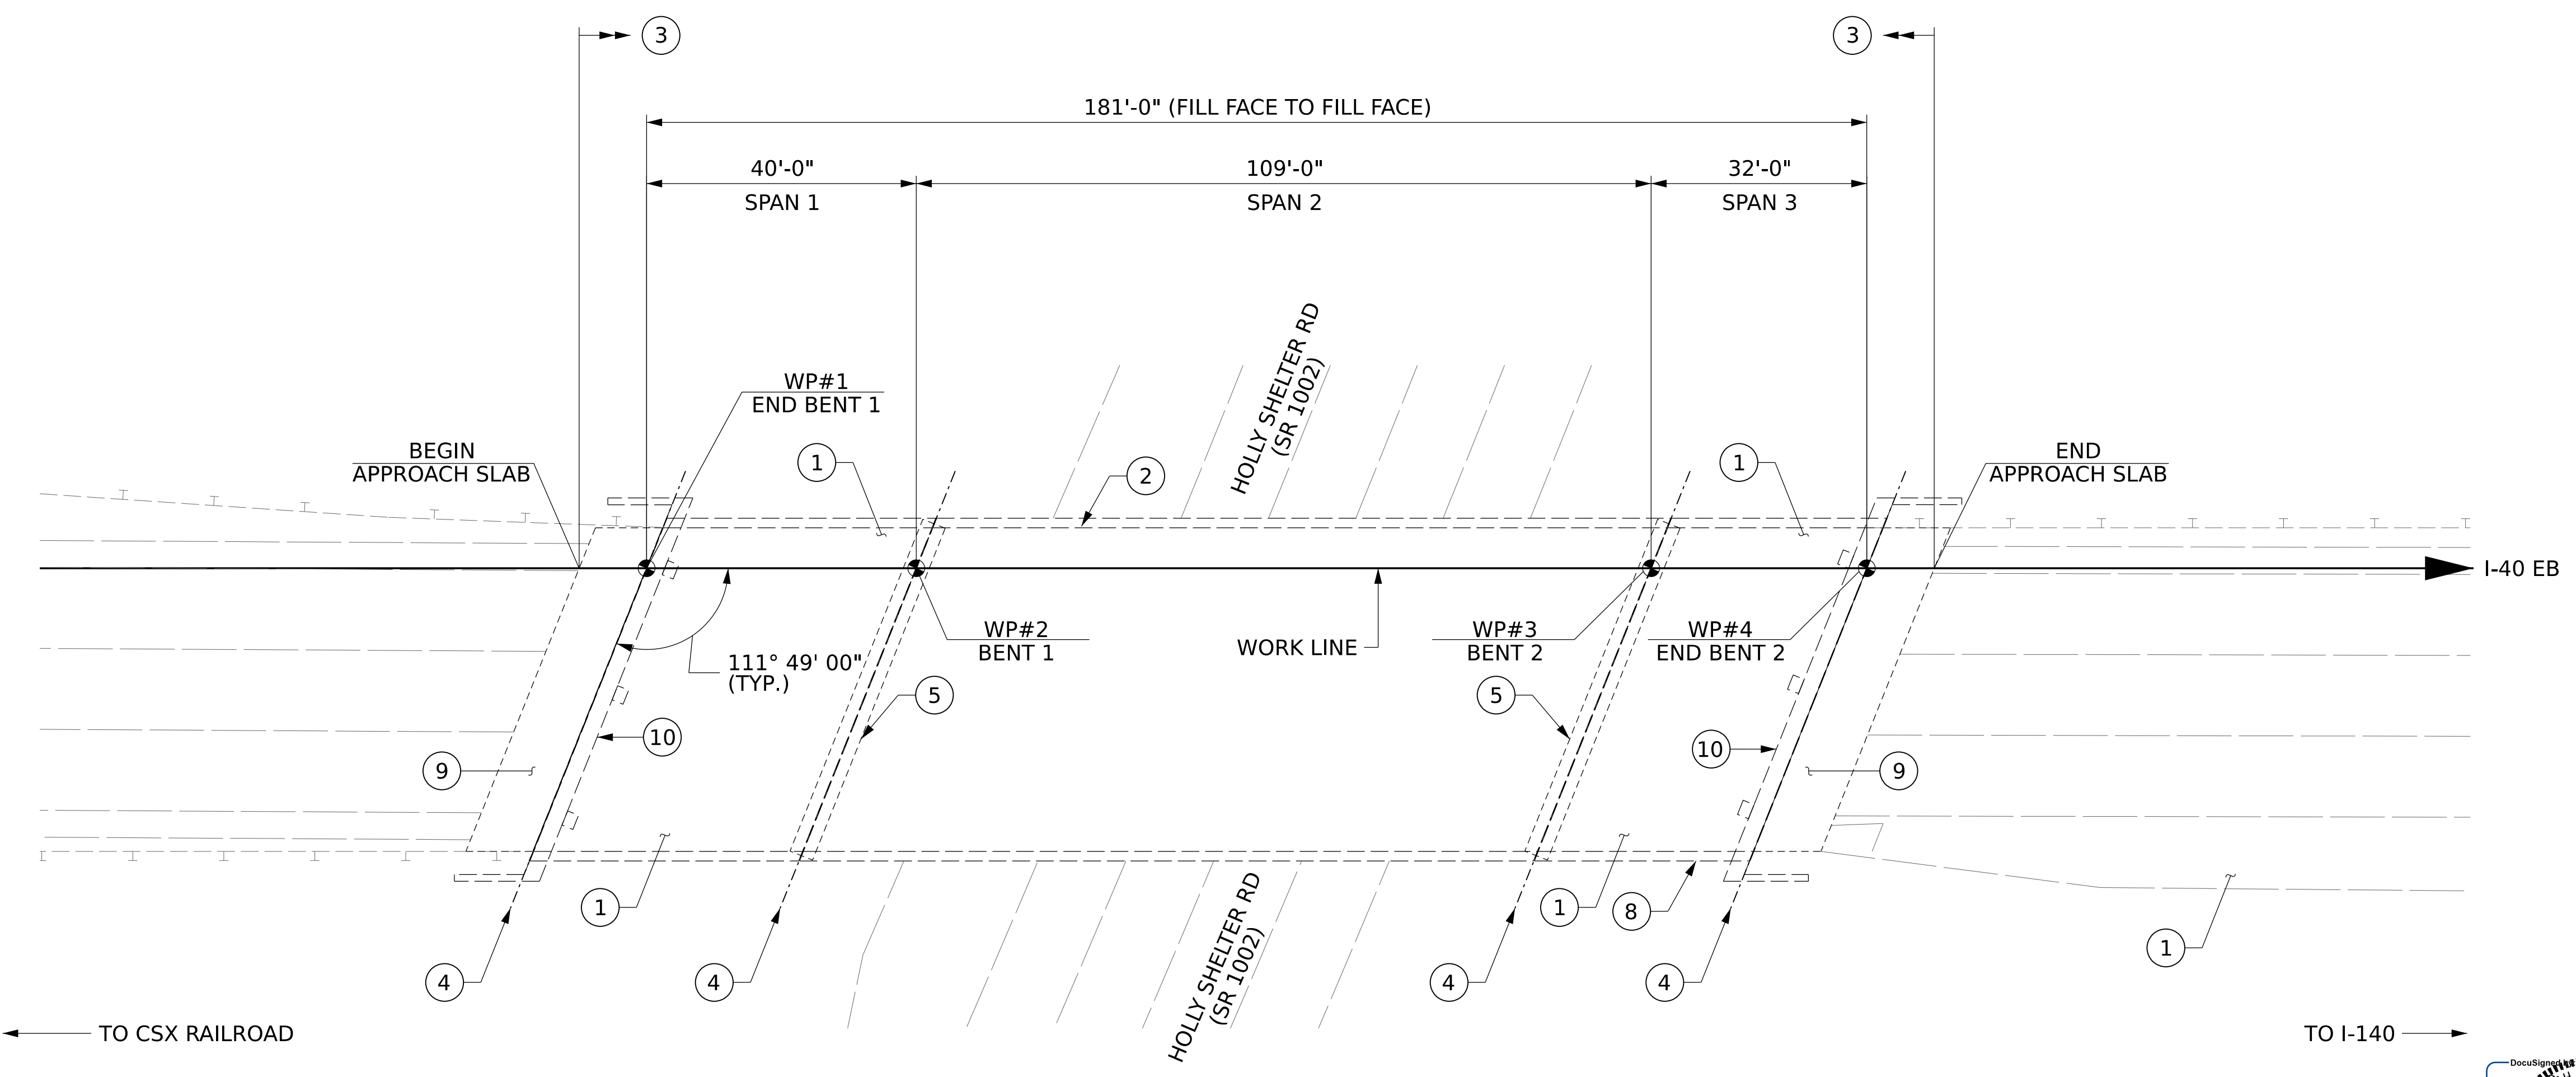 3
3
181'-0" (FILL FACE TO FILL FACE)
40'-0"
109'-0"
32'-0"
SPAN 1
SPAN 2
SPAN 3
HOLLY SHELTER RD
(SR 1002)
WP#1
END BENT 1
BEGIN
APPROACH SLAB
1
2
1
END
APPROACH SLAB
I-40 EB
WP#2
BENT 1
WORK LINE
WP#3
BENT 2
WP#4
END BENT 2
111° 49' 00"
(TYP.)
5
5
10
10
9
9
1
1
8
1
HOLLY SHELTER RD
(SR 1002)
4
4
4
4
TO CSX RAILROAD
TO I-140
DocuSigned